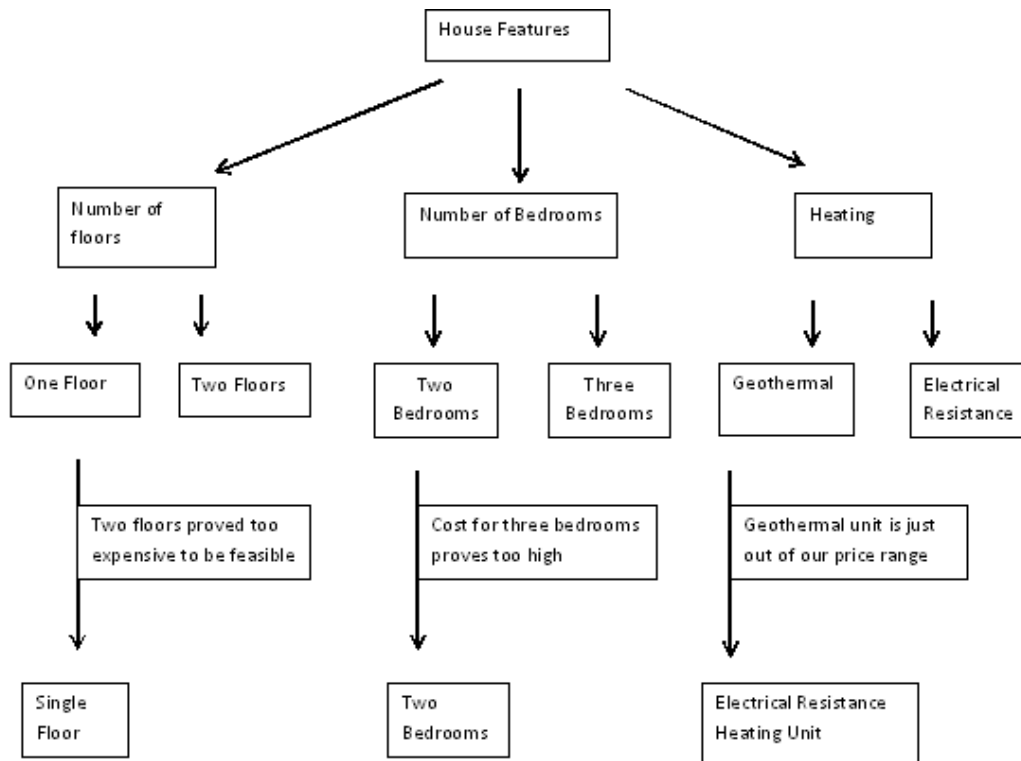 House Features
Number of
floors
Number of Bedrooms
Heating
One Floor
Two Floors
Two
Bedrooms
Three
Bedrooms
Geothermal
Electrical
Resistance
Two floors proved too
expensive to be feasible
Cost for three bedrooms
proves too high
Geothermal unit is just
out of our price range
Single
Floor
Two
Bedrooms
Electrical Resistance
Heating Unit